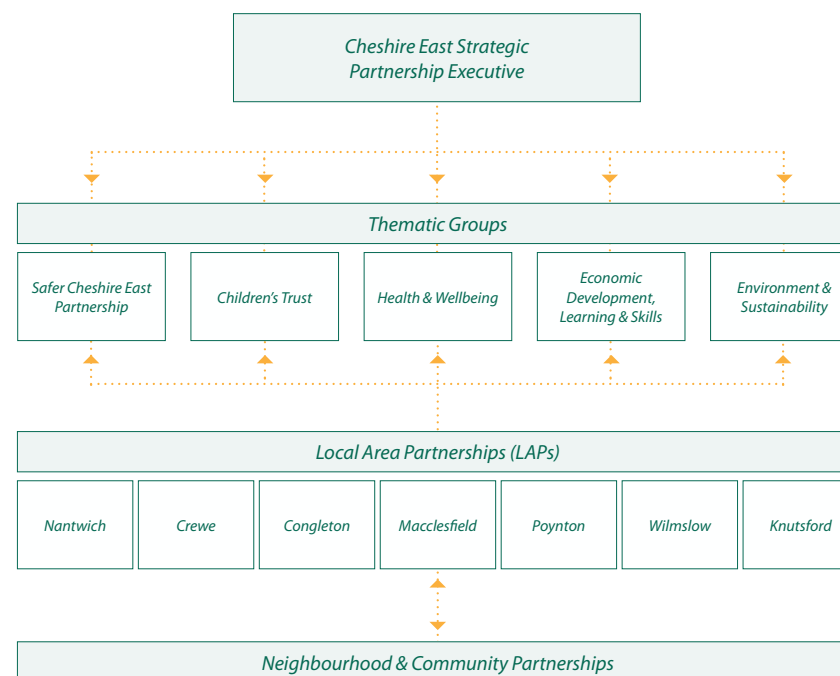 Cheshire East Strategic
Partnership Executive
Thematic Groups
Safer Cheshire East
Partnership
Children's Trust
Health & Wellbeing
Economic
Development,
Learning & Skills
Environment &
Sustainability
Local Area Partnerships (LAPs)
Nantwich
Crewe
Congleton
Macclesfield
Poynton
Wilmslow
Knutsford
Neighbourhood & Community Partnerships